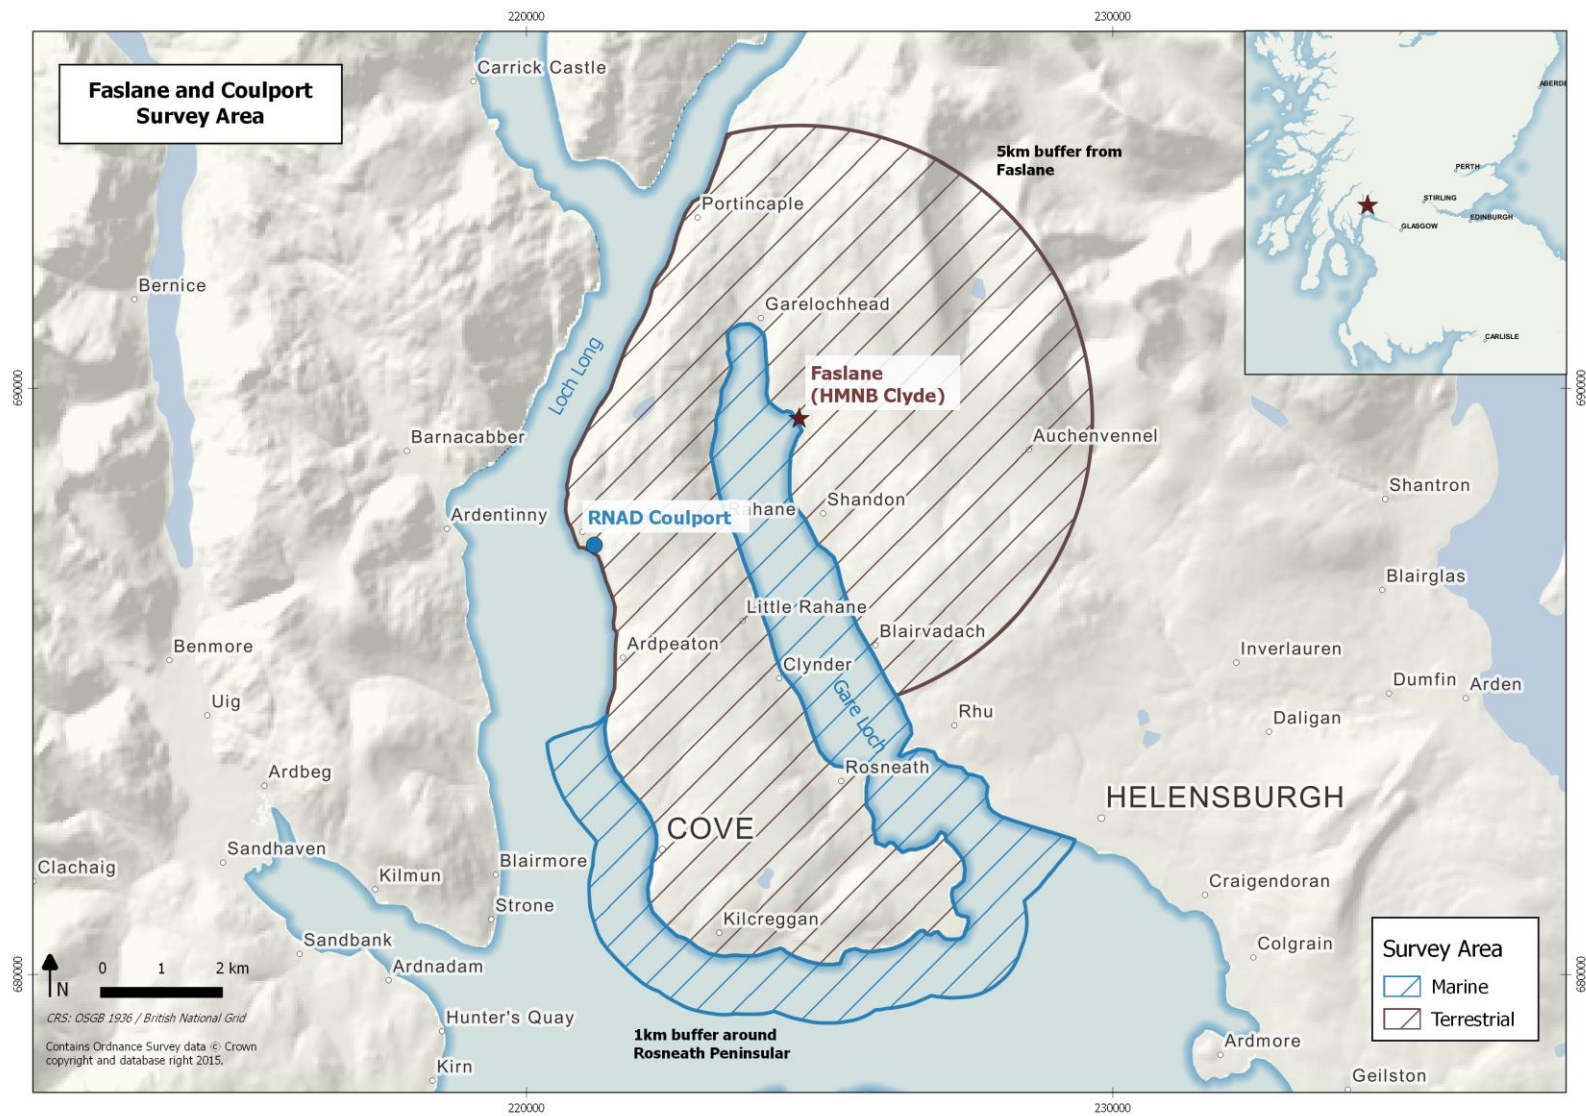 220000
230000
Faslane and Coulport
Survey Area
Carrick Castle
5km buffer from
Faslane
ABERDE
PERTH
STIRLING
EDINBURGH
GLASGOW
CARLISLE
Portincaple
Bernice
Garelochhead
Loch Long
Faslane
(HMNB Clyde)
690000
690000
Barnacabber
Auchenvennel
Shantron
Ardentinny
RNAD Coulport
Rahane
Shandon
Blairglas
Little Rahane
Benmore
Ardpeaton
Blairvadach
Inverlauren
Clynder
Dumfin
Arden
Uig
Gare Loch
Rhu
Daligan
Ardbeg
Rosneath
HELENSBURGH
COVE
Sandhaven
Clachaig
Kilmun
Blairmore
Craigendoran
Strone
Kilcreggan
Sandbank
Colgrain
Survey Area
Marine
Terrestrial
0 1 2 km
N
Ardnadam
680000
680000
CRS: OSGB 1936 / British National Grid
Hunter's Quay
Contains Ordnance Survey data © Crown
copyright and database right 2015.
1km buffer around
Rosneath Peninsular
Ardmore
Kirn
Geilston
220000
230000